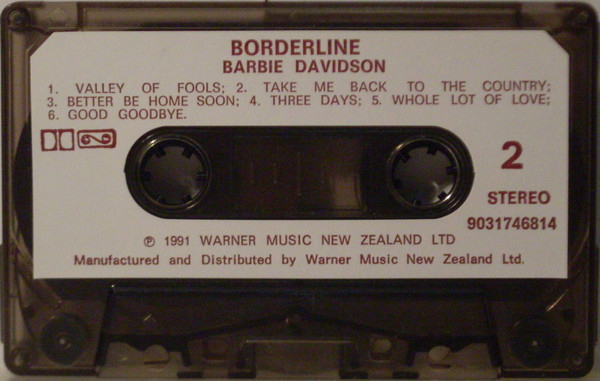 BORDERLINE
BARBIE DAVIDSON
1. VALLEY OF FOOLS; 2. TAKE ME BACK TO THE COUNTRY;
3. BETTER BE HOME SOON; 4. THREE DAYS; 5. WHOLE LOT OF LOVE;
6. GOOD GOODBYE.
2
STEREO
9031746814
℗ 1991 WARNER MUSIC NEW ZEALAND LTD
Manufactured and Distributed by Warner Music New Zealand Ltd.